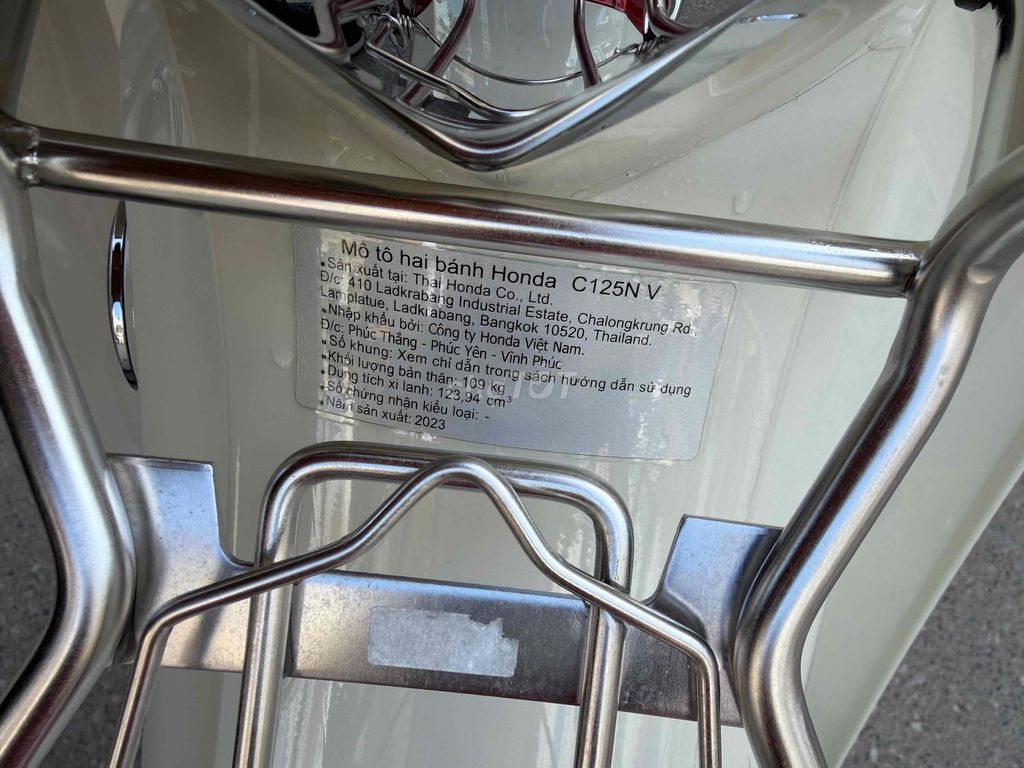 Mô tô hai bánh Honda C125N V
•Sản xuất tại: Thai Honda Co., Ltd.
Đ/c: 410 Ladkrabang Industrial Estate, Chalongkrung Rd,
Lamplatue, Ladkrabang, Bangkok 10520, Thailand.
•Nhập khẩu bởi: Công ty Honda Việt Nam.
Đ/c: Phúc Thắng - Phúc Yên - Vĩnh Phúc
•Số khung: Xem chỉ dẫn trong sách hướng dẫn sử dụng
•Khối lượng bản thân: 109 kg
•Dung tích xi lanh: 123,94 cm³
•Số chứng nhận kiểu loại: -
•Năm sản xuất: 2023